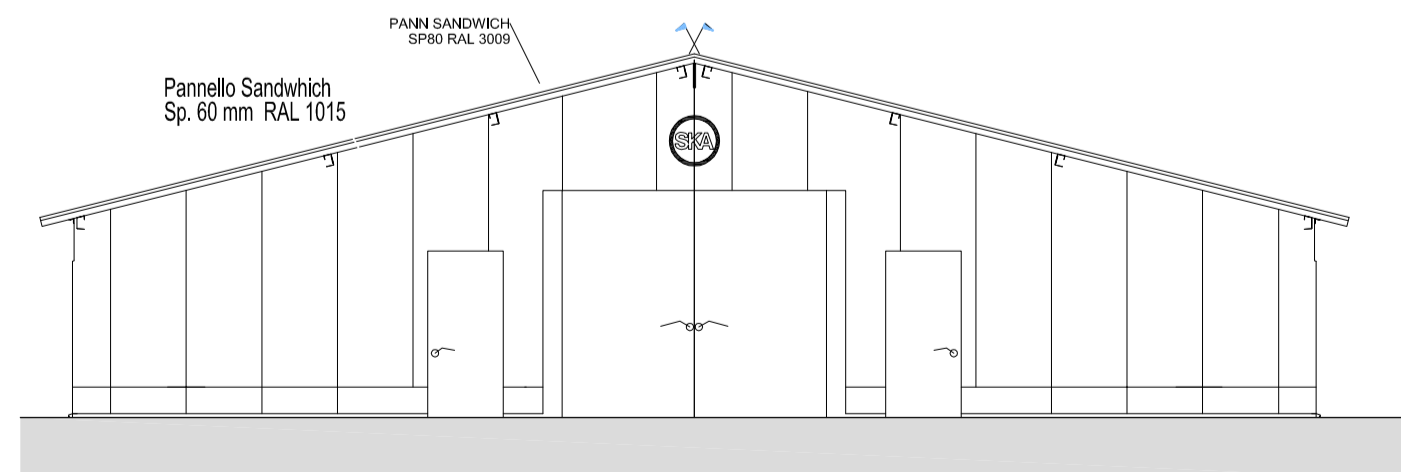 PANN SANDWICH
SP80 RAL 3009
Pannello Sandwhich
Sp. 60 mm RAL 1015
SKA